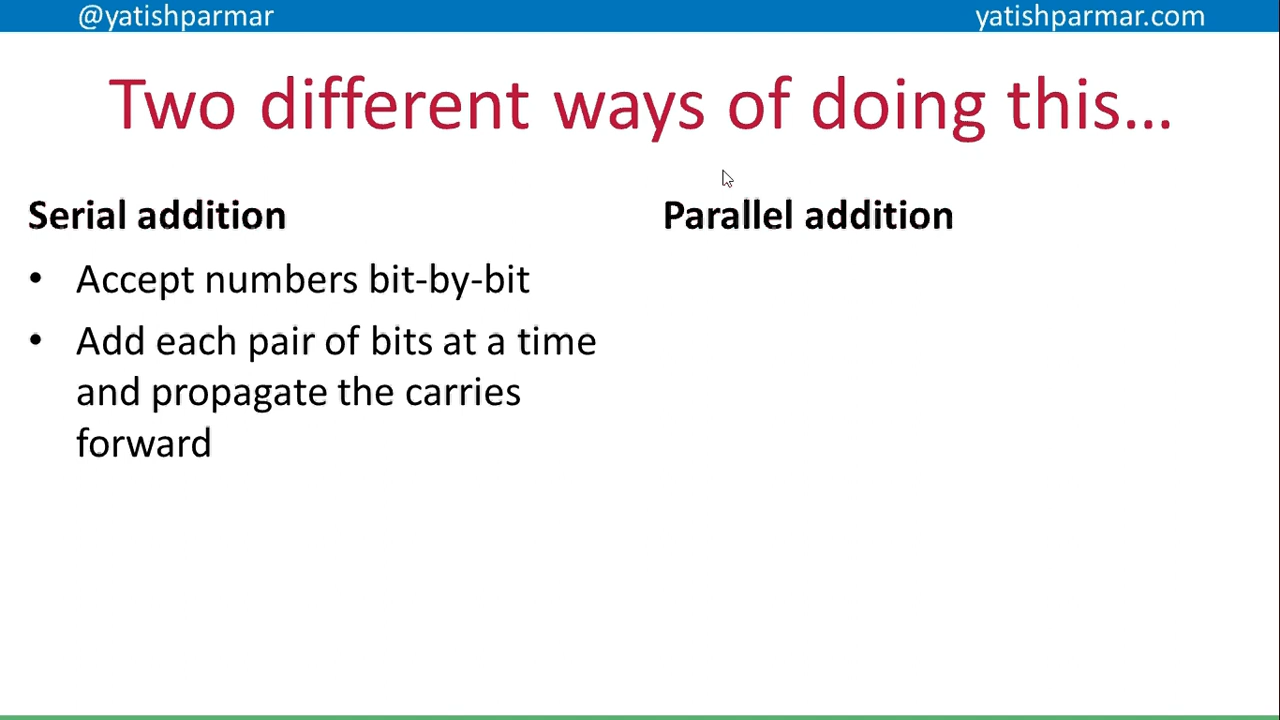 @yatishparmar
yatishparmar.com
Two different ways of doing this...
Serial addition
• Accept numbers bit-by-bit
• Add each pair of bits at a time
and propagate the carries
forward
Parallel addition